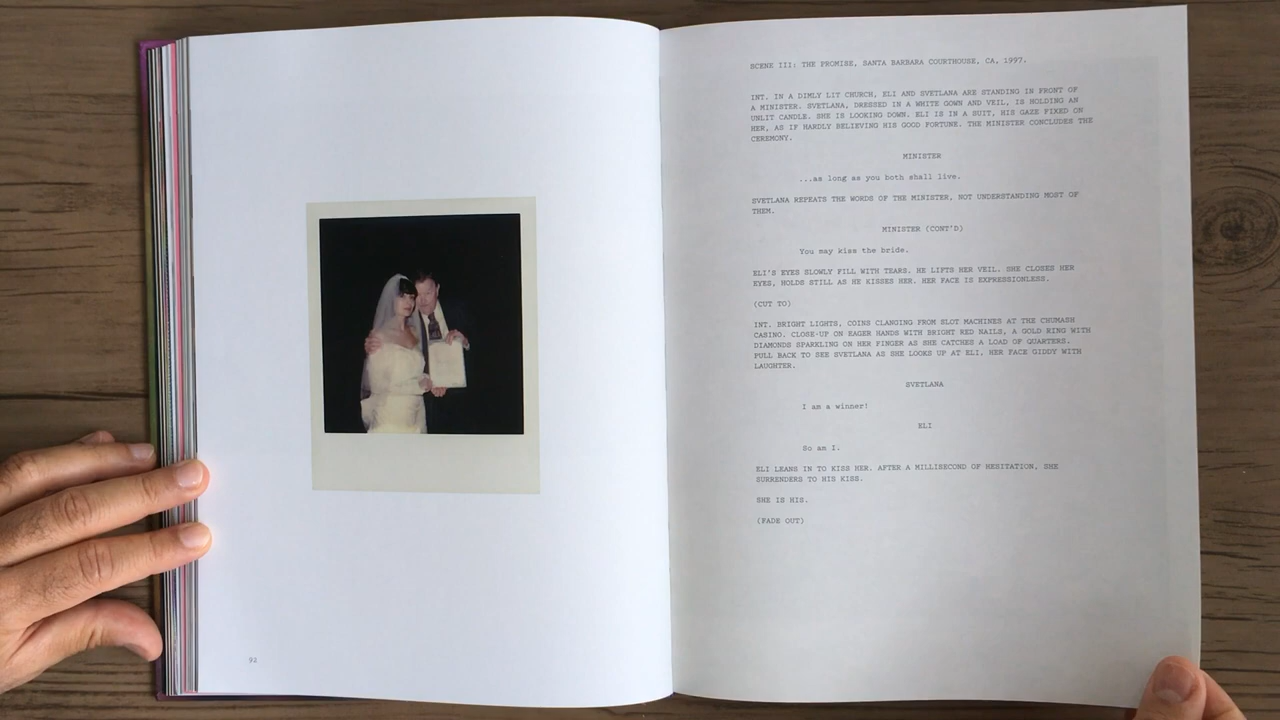 92
SCENE III: THE PROMISE, SANTA BARBARA COURTHOUSE, CA, 1997.
INT. IN A DIMLY LIT CHURCH, ELI AND SVETLANA ARE STANDING IN FRONT OF
A MINISTER. SVETLANA, DRESSED IN A WHITE GOWN AND VEIL, IS HOLDING AN
UNLIT CANDLE. SHE IS LOOKING DOWN. ELI IS IN A SUIT, HIS GAZE FIXED ON
HER, AS IF HARDLY BELIEVING HIS GOOD FORTUNE. THE MINISTER CONCLUDES THE
CEREMONY.
MINISTER
...as long as you both shall live.
SVETLANA REPEATS THE WORDS OF THE MINISTER, NOT UNDERSTANDING MOST OF
THEM.
MINISTER (CONT'D)
You may kiss the bride.
ELI'S EYES SLOWLY FILL WITH TEARS. HE LIFTS HER VEIL. SHE CLOSES HER
EYES, HOLDS STILL AS HE KISSES HER. HER FACE IS EXPRESSIONLESS.
(CUT TO)
INT. BRIGHT LIGHTS, COINS CLANGING FROM SLOT MACHINES AT THE CHUMASH
CASINO. CLOSE-UP ON EAGER HANDS WITH BRIGHT RED NAILS, A GOLD RING WITH
DIAMONDS SPARKLING ON HER FINGER AS SHE CATCHES A LOAD OF QUARTERS.
PULL BACK TO SEE SVETLANA AS SHE LOOKS UP AT ELI, HER FACE GIDDY WITH
LAUGHTER.
SVETLANA
I am a winner!
ELI
So am I.
ELI LEANS IN TO KISS HER. AFTER A MILLISECOND OF HESITATION, SHE
SURRENDERS TO HIS KISS.
SHE IS HIS.
(FADE OUT)